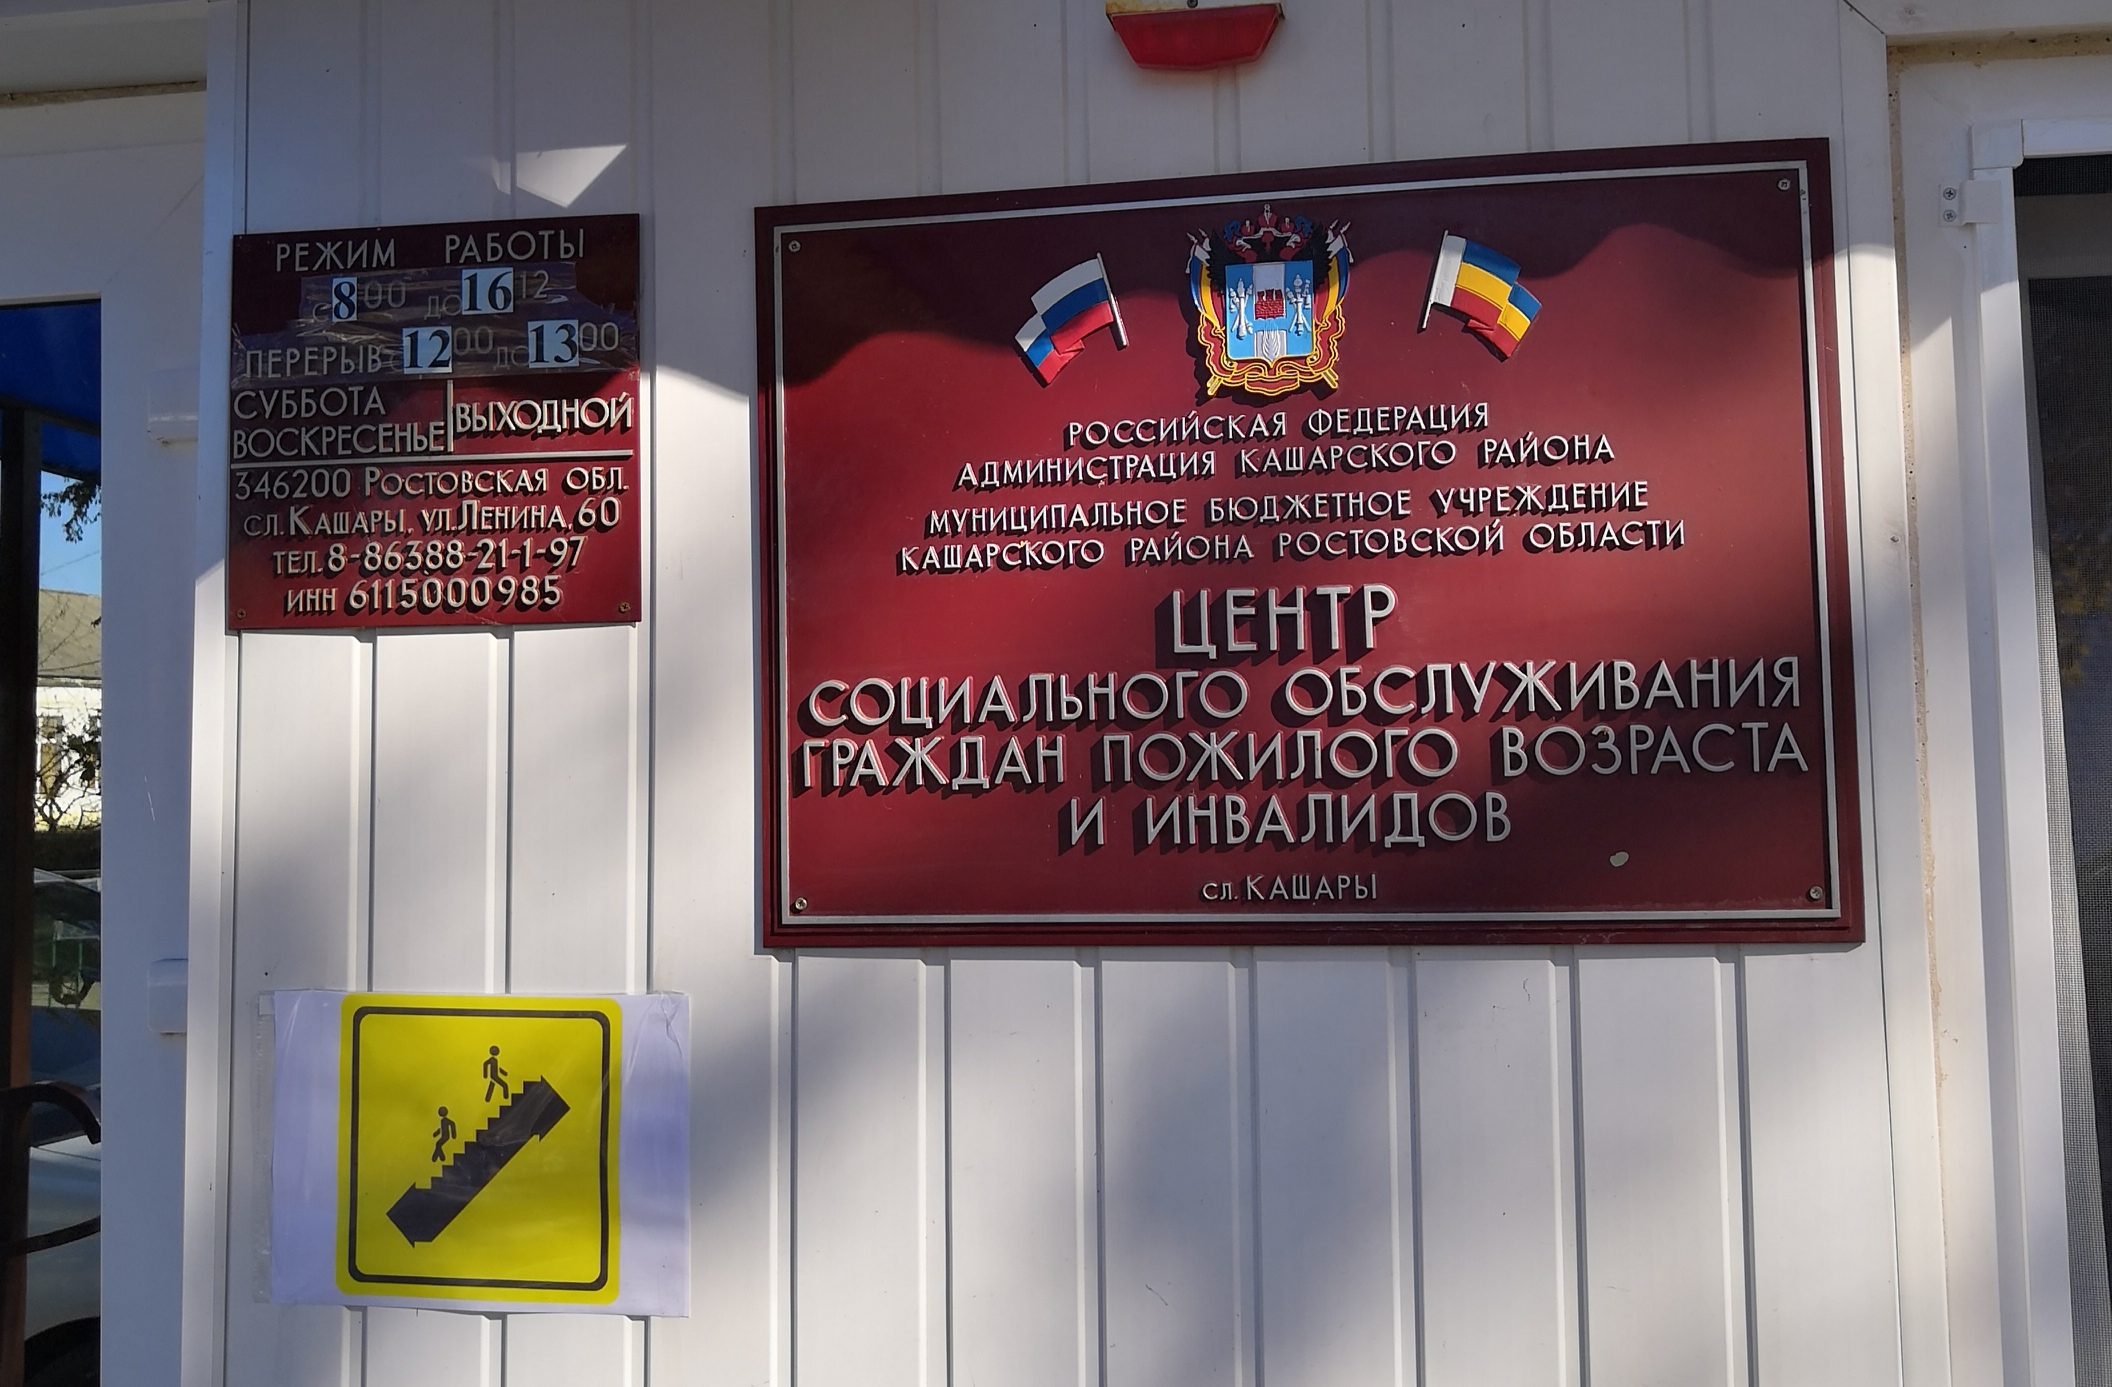 РЕЖИМ РАБОТЫ
с 8 00 до 16 12
ПЕРЕРЫВ с 12 00 до 13 00
СУББОТА
ВОСКРЕСЕНЬЕ
ВЫХОДНОЙ
346200 РОСТОВСКАЯ ОБЛ.
СЛ. КАШАРЫ, УЛ. ЛЕНИНА, 60
ТЕЛ. 8-86388-21-1-97
ИНН 6115000985
РОССИЙСКАЯ ФЕДЕРАЦИЯ
АДМИНИСТРАЦИЯ КАШАРСКОГО РАЙОНА
МУНИЦИПАЛЬНОЕ БЮДЖЕТНОЕ УЧРЕЖДЕНИЕ
КАШАРСКОГО РАЙОНА РОСТОВСКОЙ ОБЛАСТИ
ЦЕНТР
СОЦИАЛЬНОГО ОБСЛУЖИВАНИЯ
ГРАЖДАН ПОЖИЛОГО ВОЗРАСТА
И ИНВАЛИДОВ
сл. КАШАРЫ